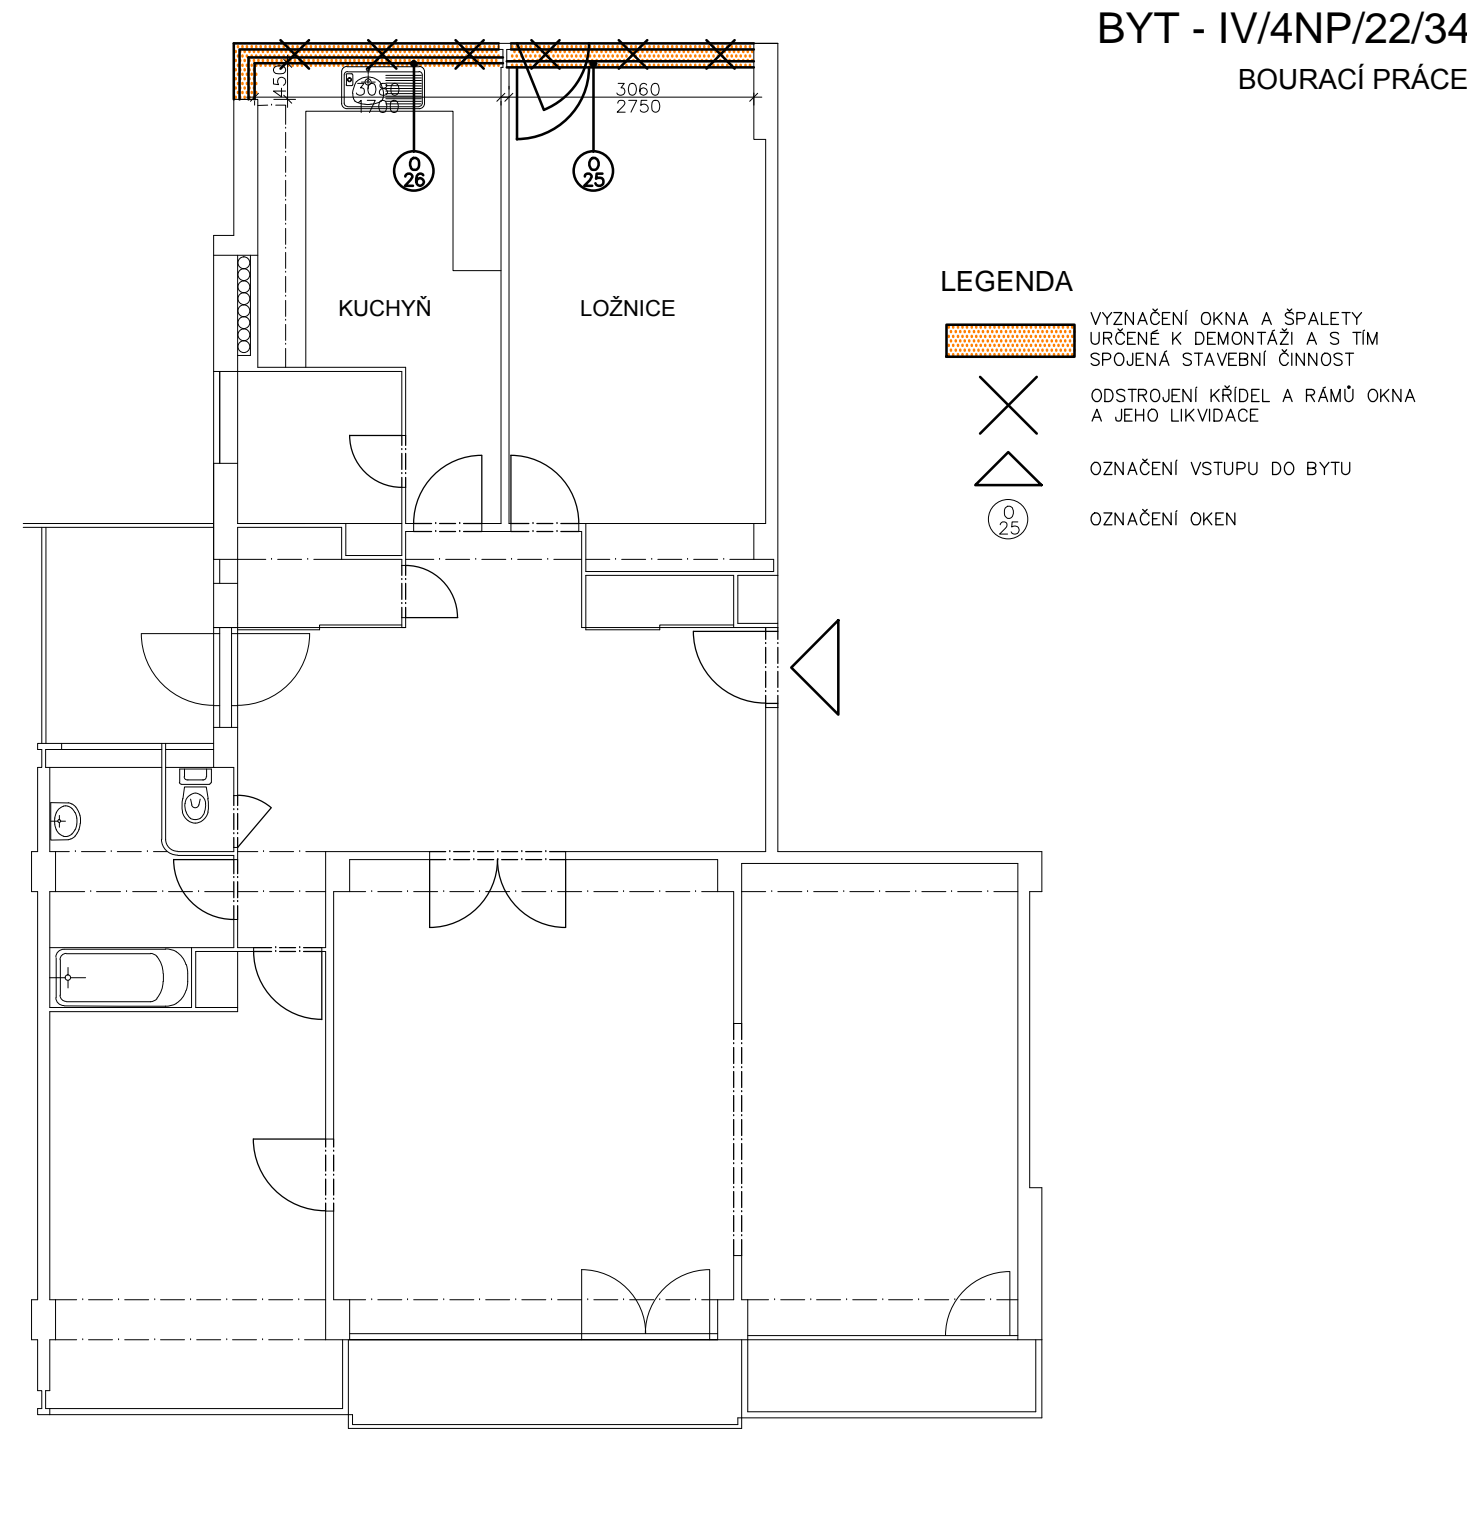 BYT - IV/4NP/22/34
BOURACÍ PRÁCE
450
3080
1700
3060
2750
O
26
O
25
KUCHYŇ
LOŽNICE
LEGENDA
VYZNAČENÍ OKNA A ŠPALETY
URČENÉ K DEMONTÁŽI A S TÍM
SPOJENÁ STAVEBNÍ ČINNOST
ODSTROJENÍ KŘÍDEL A RÁMŮ OKNA
A JEHO LIKVIDACE
OZNAČENÍ VSTUPU DO BYTU
O
25
OZNAČENÍ OKEN